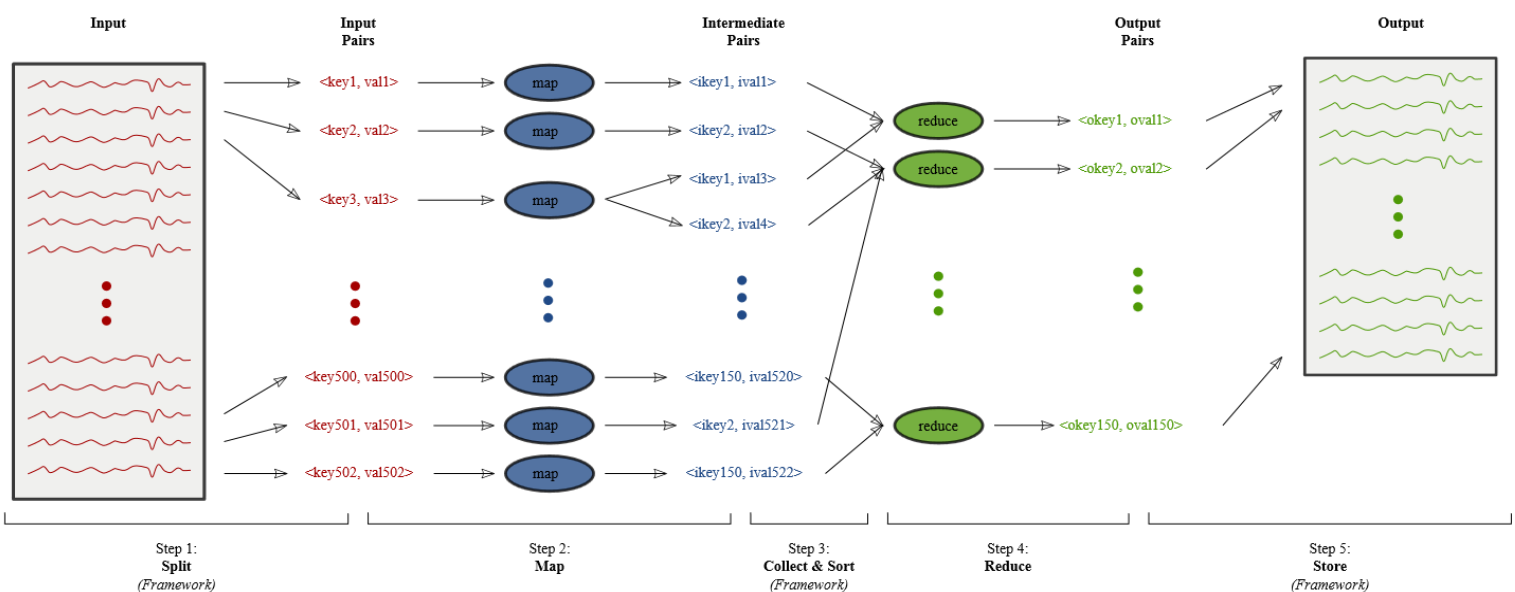 Input
Input
Pairs
Intermediate
Pairs
Output
Pairs
Output
<key1, val1>
map
<ikey1, ival1>
reduce
<okey1, oval1>
<key2, val2>
map
<ikey2, ival2>
reduce
<okey2, oval2>
<key3, val3>
map
<ikey1, ival3>
<ikey2, ival4>
<key500, val500>
map
<ikey150, ival520>
<key501, val501>
map
<ikey2, ival521>
reduce
<okey150, oval150>
<key502, val502>
map
<ikey150, ival522>
Step 1:
Split
(Framework)
Step 2:
Map
Step 3:
Collect & Sort
(Framework)
Step 4:
Reduce
Step 5:
Store
(Framework)